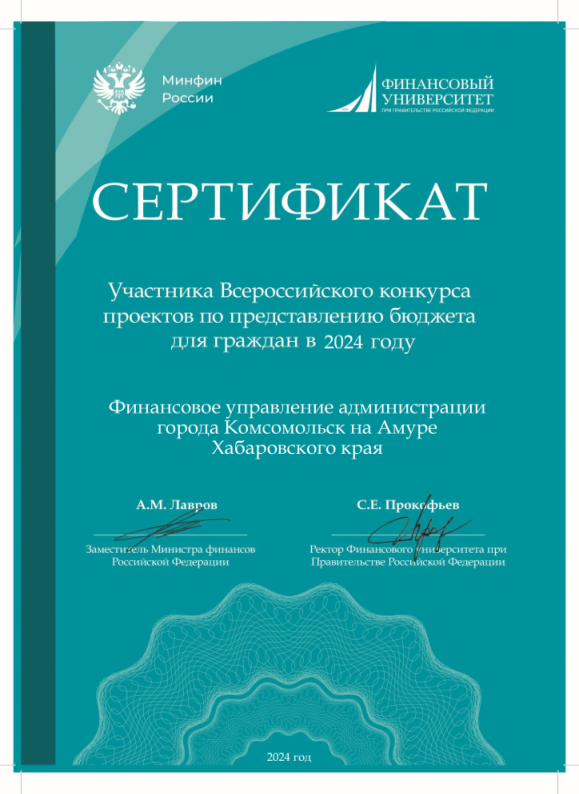 Минфин
России
ФИНАНСОВЫЙ
УНИВЕРСИТЕТ
ПРИ ПРАВИТЕЛЬСТВЕ РОССИЙСКОЙ ФЕДЕРАЦИИ
СЕРТИФИКАТ
Участника Всероссийского конкурса
проектов по представлению бюджета
для граждан в 2024 году
Финансовое управление администрации
города Комсомольск на Амуре
Хабаровского края
А.М. Лавров
С.Е. Прокофьев
Заместитель Министра финансов
Российской Федерации
Ректор Финансового университета при
Правительстве Российской Федерации
2024 год